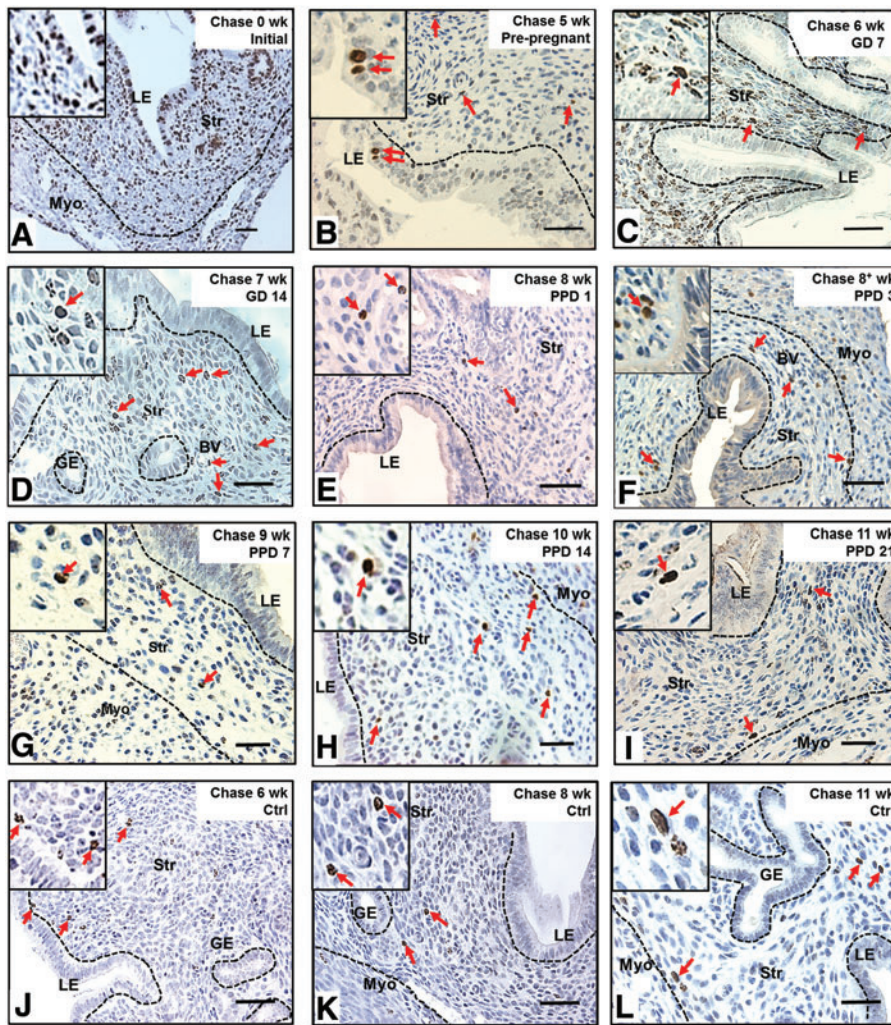 Chase 0 wk
Initial
LE
Str
Myo
A
Chase 5 wk
Pre-pregnant
Str
LE
B
Chase 6 wk
GD 7
Str
LE
C
Chase 7 wk
GD 14
LE
Str
GE
BV
D
Chase 8 wk
PPD 1
Str
LE
E
Chase 8⁺ wk
PPD
BV
Myo
LE
Str
F
Chase 9 wk
PPD 7
LE
Str
Myo
G
Chase 10 wk
PPD 14
Myo
Str
LE
H
Chase 11 wk
PPD 21
LE
Str
Myo
I
Chase 6 wk
Ctrl
Str
GE
LE
J
Chase 8 wk
Ctrl
Str
GE
LE
Myo
K
Chase 11 wk
Ctrl
GE
LE
Myo
Str
L